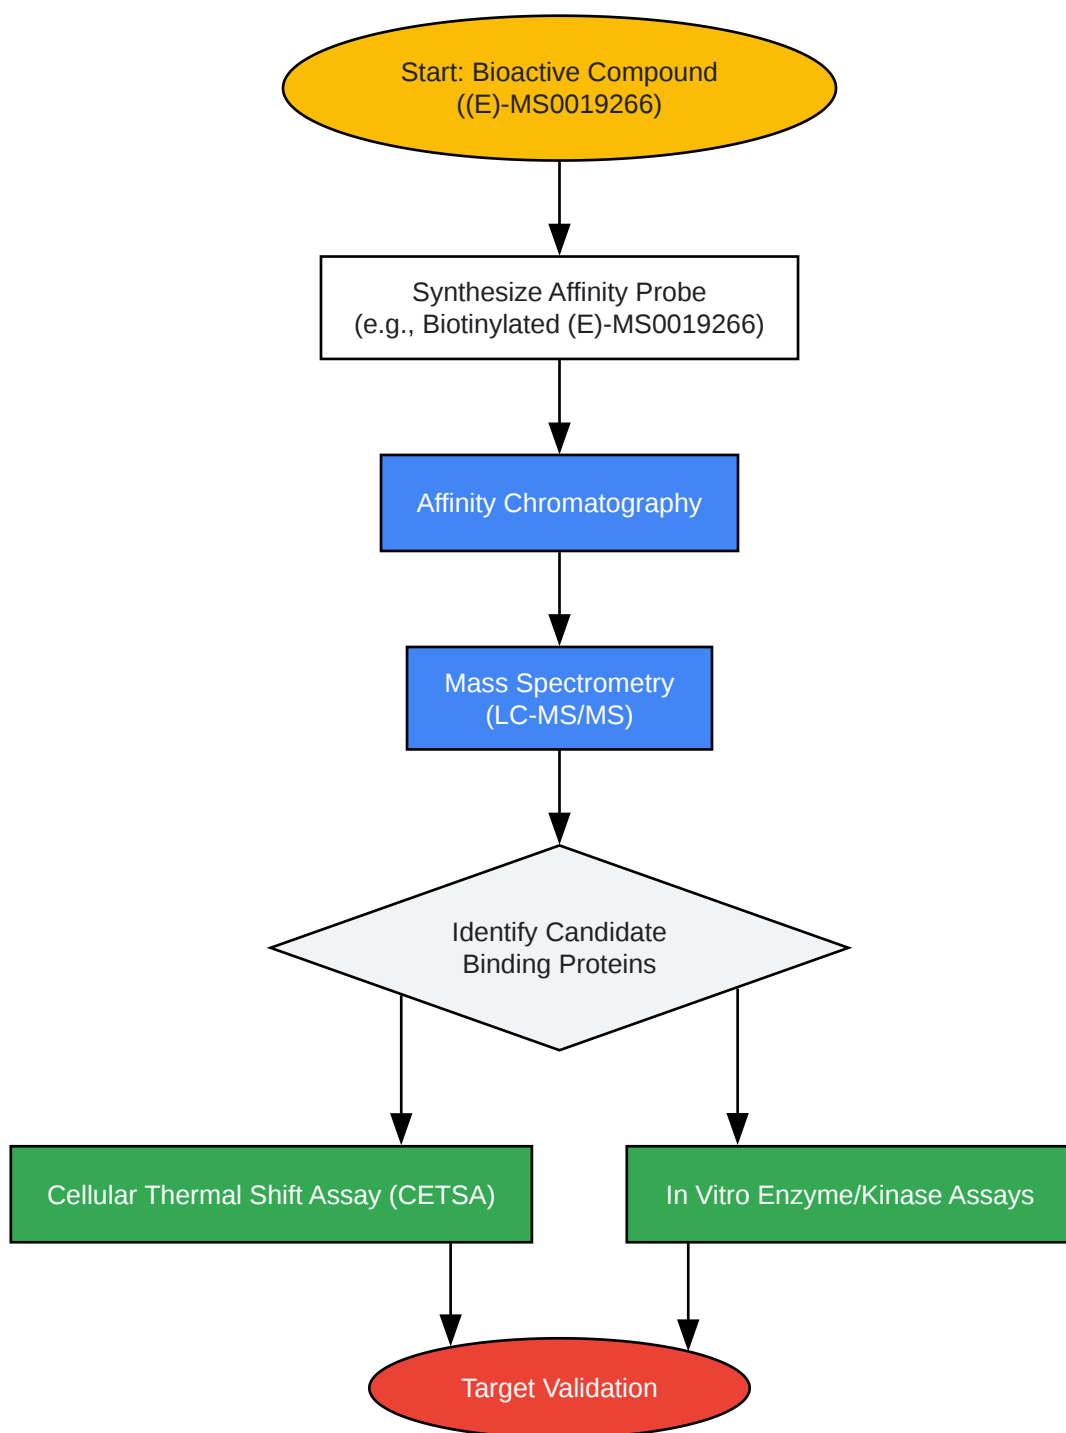 Start: Bioactive Compound
((E)-MS0019266)
Synthesize Affinity Probe
(e.g., Biotinylated (E)-MS0019266)
Affinity Chromatography
Mass Spectrometry
(LC-MS/MS)
Identify Candidate
Binding Proteins
Cellular Thermal Shift Assay (CETSA)
In Vitro Enzyme/Kinase Assays
Target Validation